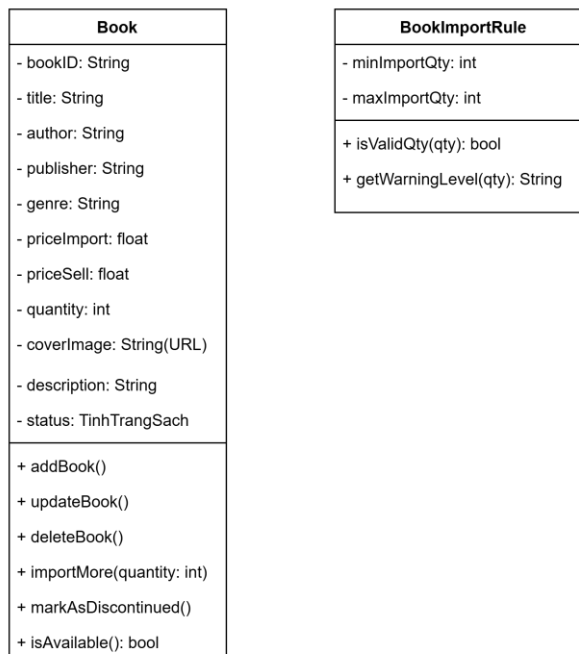 Book
- bookID: String
- title: String
- author: String
- publisher: String
- genre: String
- priceImport: float
- priceSell: float
- quantity: int
- coverImage: String(URL)
- description: String
- status: TinhTrangSach
+ addBook()
+ updateBook()
+ deleteBook()
+ importMore(quantity: int)
+ markAsDiscontinued()
+ isAvailable(): bool
BookImportRule
- minImportQty: int
- maxImportQty: int
+ isValidQty(qty): bool
+ getWarningLevel(qty): String